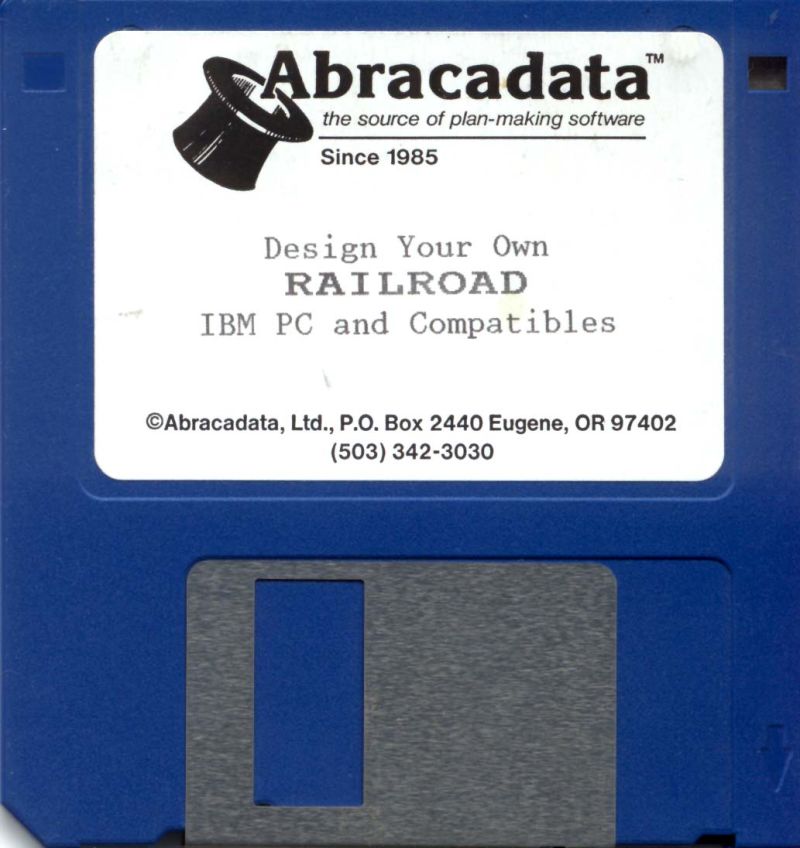 Abracadata™
the source of plan-making software
Since 1985
Design Your Own
RAILROAD
IBM PC and Compatibles
©Abracadata, Ltd., P.O. Box 2440 Eugene, OR 97402
(503) 342-3030